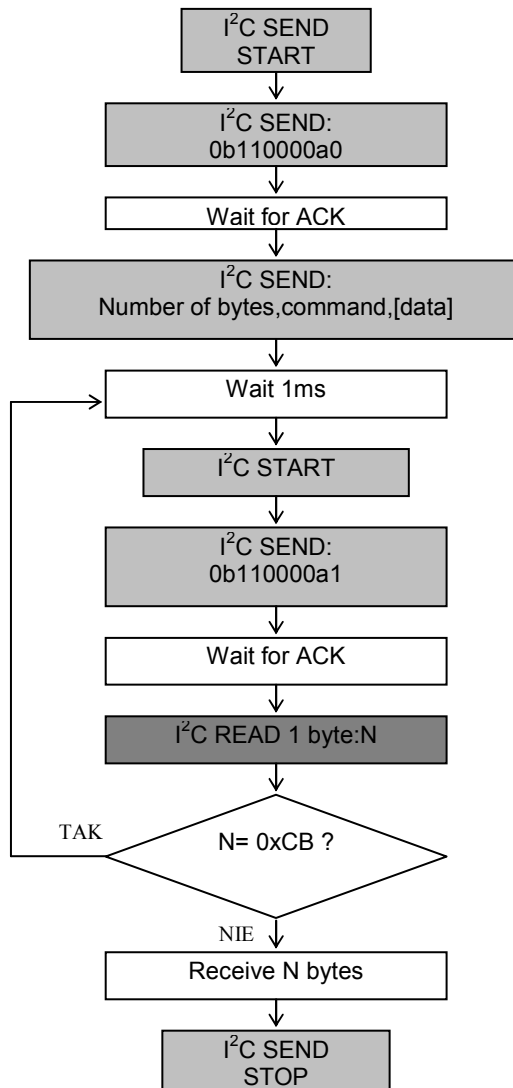 I²C SEND
START
I²C SEND:
0b110000a0
Wait for ACK
I²C SEND:
Number of bytes,command,[data]
Wait 1ms
I²C START
I²C SEND:
0b110000a1
Wait for ACK
I²C READ 1 byte:N
TAK
N= 0xCB ?
NIE
Receive N bytes
I²C SEND
STOP